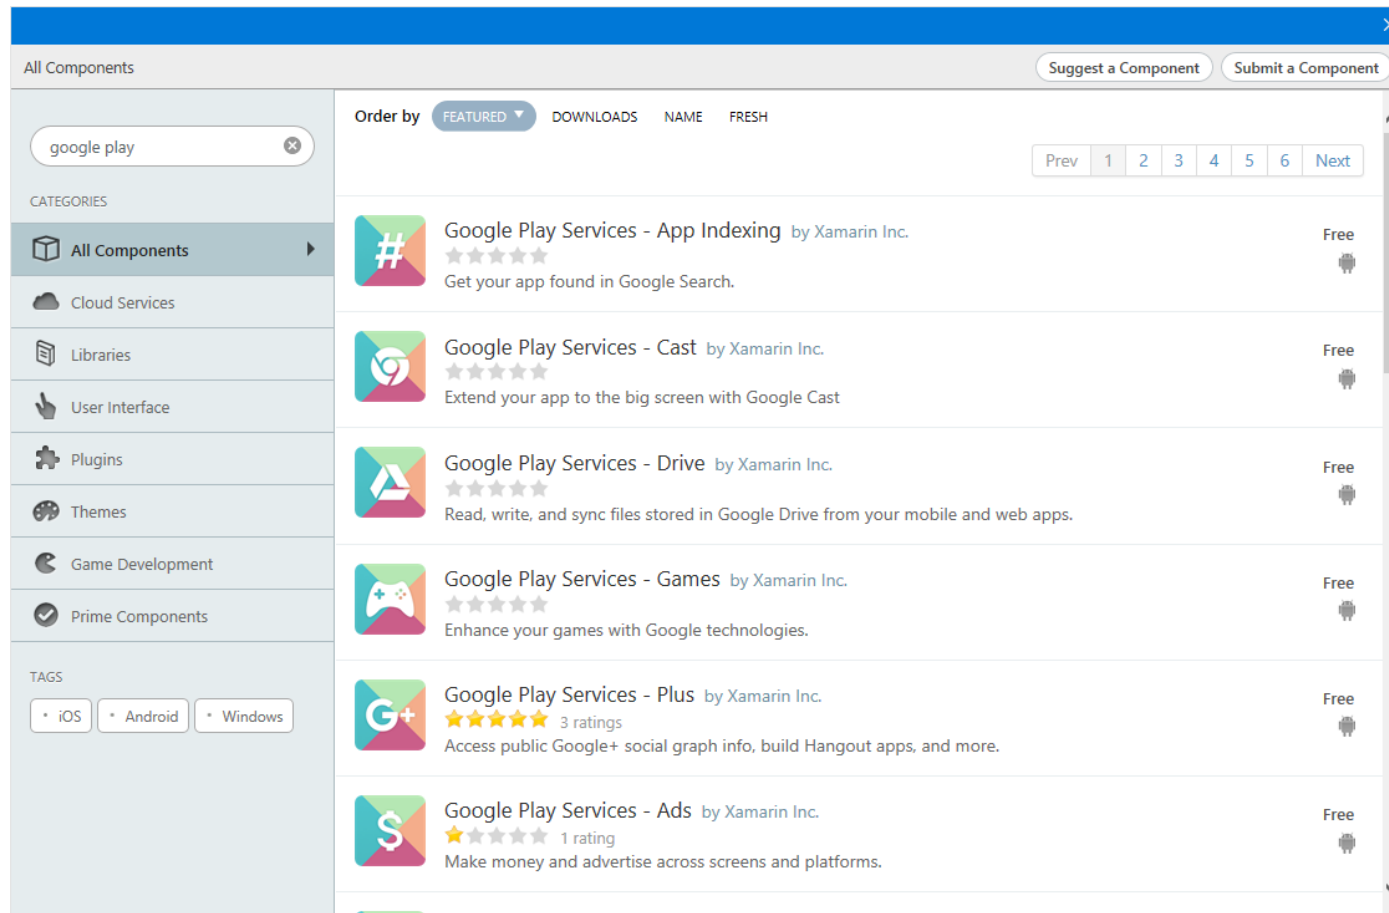 All Components
Suggest a Component
Submit a Component
google play
CATEGORIES
All Components
Cloud Services
Libraries
User Interface
Plugins
Themes
Game Development
Prime Components
TAGS
iOS
Android
Windows
Order by FEATURED DOWNLOADS NAME FRESH
Prev 1 2 3 4 5 6 Next
Google Play Services - App Indexing by Xamarin Inc.
Free
Get your app found in Google Search.
Google Play Services - Cast by Xamarin Inc.
Free
Extend your app to the big screen with Google Cast
Google Play Services - Drive by Xamarin Inc.
Free
Read, write, and sync files stored in Google Drive from your mobile and web apps.
Google Play Services - Games by Xamarin Inc.
Free
Enhance your games with Google technologies.
G+
Google Play Services - Plus by Xamarin Inc.
Free
3 ratings
Access public Google+ social graph info, build Hangout apps, and more.
$
Google Play Services - Ads by Xamarin Inc.
Free
1 rating
Make money and advertise across screens and platforms.